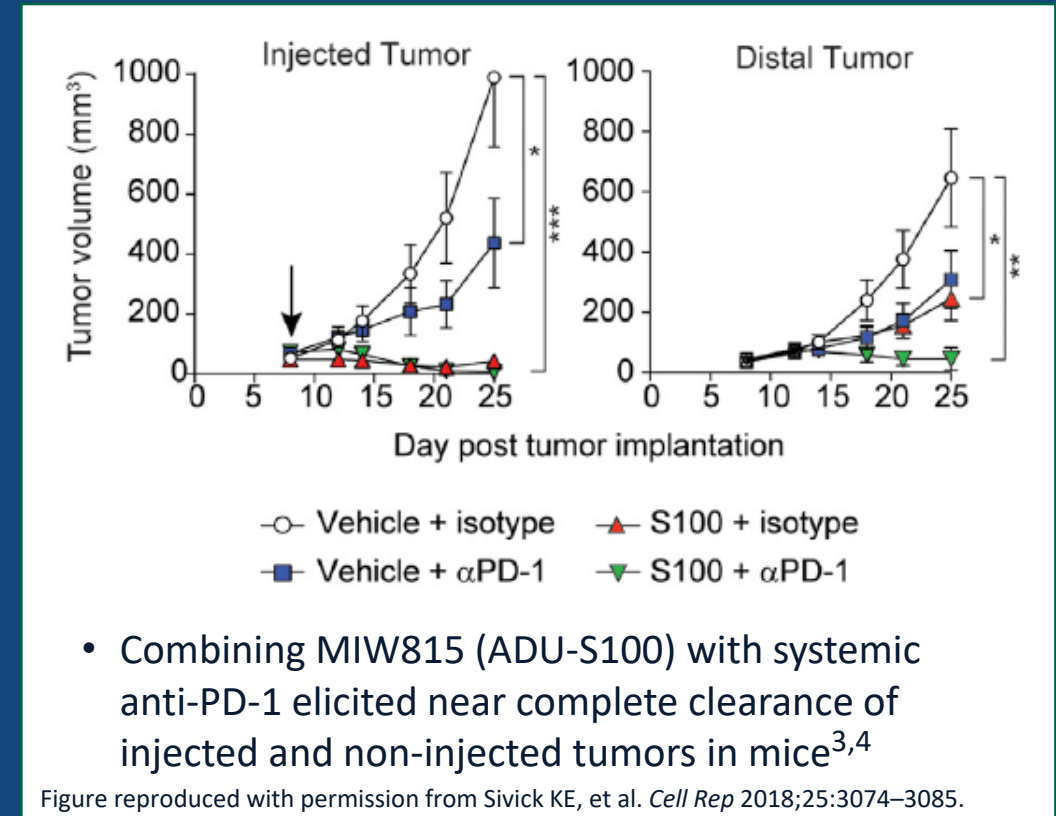 Injected Tumor
Distal Tumor
Tumor volume (mm³)
1000
800
600
400
200
0
0 5 10 15 20 25
*
***
1000
800
600
400
200
0
0 5 10 15 20 25
*
**
Day post tumor implantation
Vehicle + isotype S100 + isotype
Vehicle + αPD-1 S100 + αPD-1
• Combining MIW815 (ADU-S100) with systemic
anti-PD-1 elicited near complete clearance of
injected and non-injected tumors in mice³,⁴
Figure reproduced with permission from Sivick KE, et al. Cell Rep 2018;25:3074–3085.